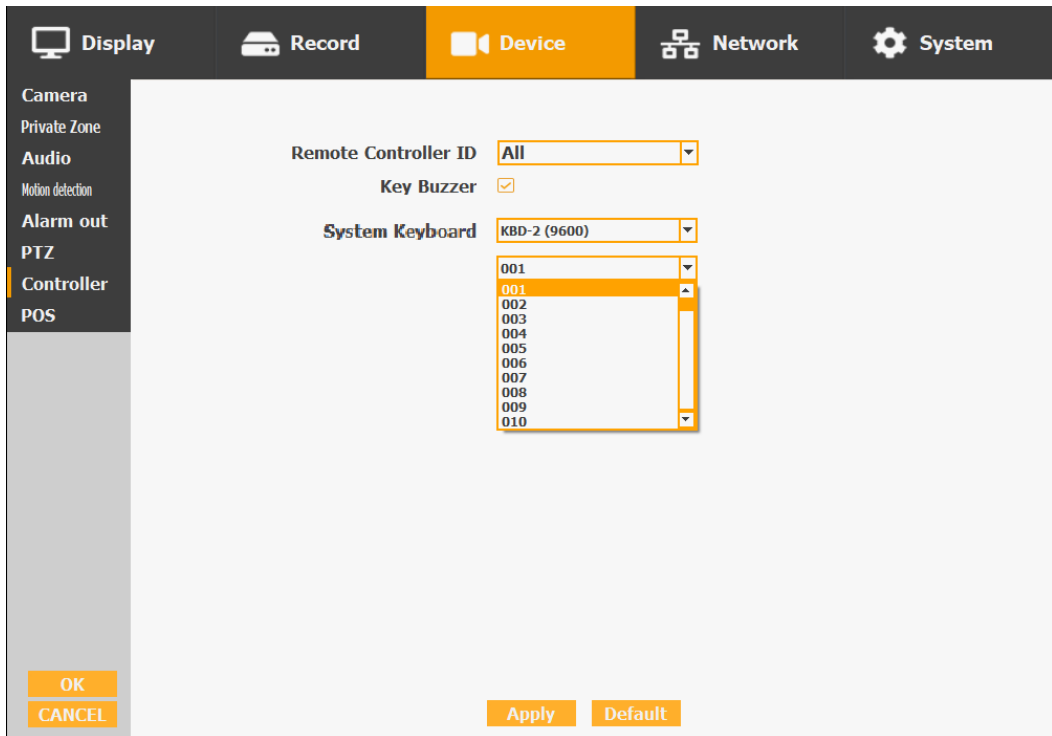 Display Record Device Network System
Camera
Private Zone
Audio
Motion detection
Alarm out
PTZ
Controller
POS
Remote Controller ID All
Key Buzzer
System Keyboard KBD-2 (9600)
001
001
002
003
004
005
006
007
008
009
010
OK
CANCEL
Apply Default